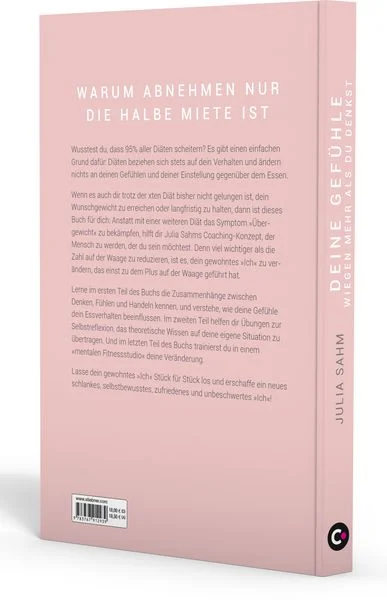 WARUM ABNEHMEN NUR
DIE HALBE MIETE IST
Wusstest du, dass 95% aller Diäten scheitern? Es gibt einen einfachen
Grund dafür: Diäten beziehen sich stets auf dein Verhalten und ändern
nichts an deinen Gefühlen und deiner Einstellung gegenüber dem Essen.
Wenn es auch dir trotz der xten Diät bisher nicht gelungen ist, dein
Wunschgewicht zu erreichen oder langfristig zu halten, dann ist dieses
Buch für dich: Anstatt mit einer weiteren Diät das Symptom »Über-
gewicht« zu bekämpfen, hilft dir Julia Sahms Coaching-Konzept, der
Mensch zu werden, der du sein möchtest. Denn viel wichtiger als die
Zahl auf der Waage zu reduzieren, ist es, dein gewohntes »Ich« zu ver-
ändern, das einst zu dem Plus auf der Waage geführt hat.
Lerne im ersten Teil des Buchs die Zusammenhänge zwischen
Denken, Fühlen und Handeln kennen, und verstehe, wie deine Gefühle
dein Essverhalten beeinflussen. Im zweiten Teil helfen dir Übungen zur
Selbstreflexion, das theoretische Wissen auf deine eigene Situation zu
übertragen. Und im letzten Teil des Buchs trainierst du in einem
»mentalen Fitnessstudio« deine Veränderung.
Lasse dein gewohntes »Ich« Stück für Stück los und erschaffe ein neues
schlankes, selbstbewusstes, zufriedenes und unbeschwertes »Ich«!
JULIA SAHM
DEINE GEFÜHLE
WIEGEN MEHR ALS DU DENKST